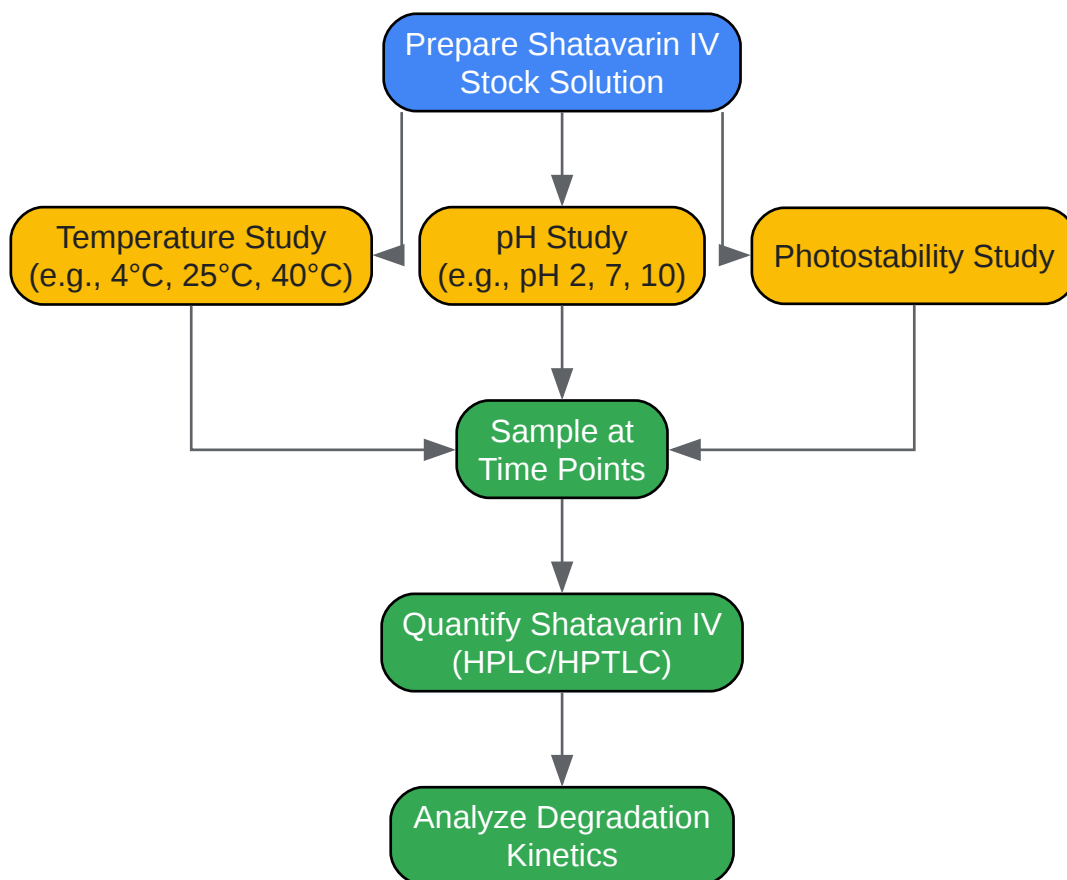 Prepare Shatavarin IV
Stock Solution
Temperature Study
(e.g., 4°C, 25°C, 40°C)
pH Study
(e.g., pH 2, 7, 10)
Photostability Study
Sample at
Time Points
Quantify Shatavarin IV
(HPLC/HPTLC)
Analyze Degradation
Kinetics